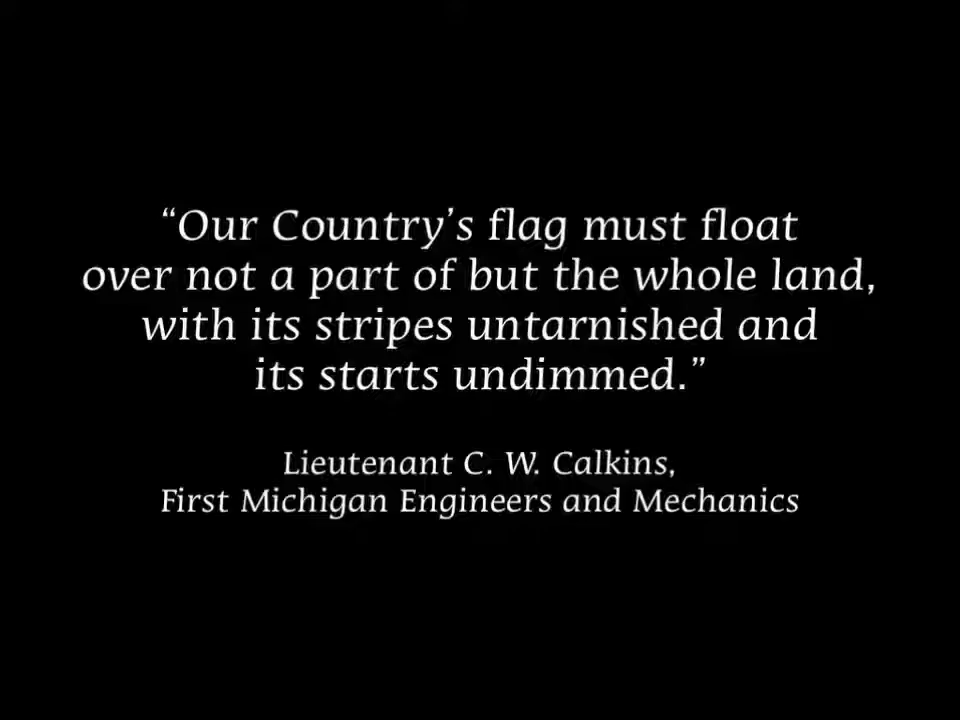 “Our Country’s flag must float
over not a part of but the whole land,
with its stripes untarnished and
its starts undimmed.”
Lieutenant C. W. Calkins,
First Michigan Engineers and Mechanics